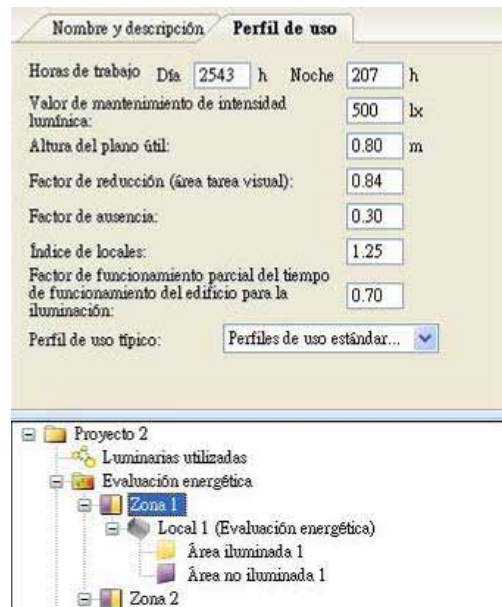 Nombre y descripción Perfil de uso
Horas de trabajo Día 2543 h Noche 207 h
Valor de mantenimiento de intensidad
lumínica: 500 lx
Altura del plano útil: 0.80 m
Factor de reducción (área tarea visual): 0.84
Factor de ausencia: 0.30
Índice de locales: 1.25
Factor de funcionamiento parcial del tiempo
de funcionamiento del edificio para la 0.70
iluminación:
Perfil de uso típico: Perfiles de uso estándar...
Proyecto 2
Luminarias utilizadas
Evaluación energética
Zona 1
Local 1 (Evaluación energética)
Área iluminada 1
Área no iluminada 1
Zona 2